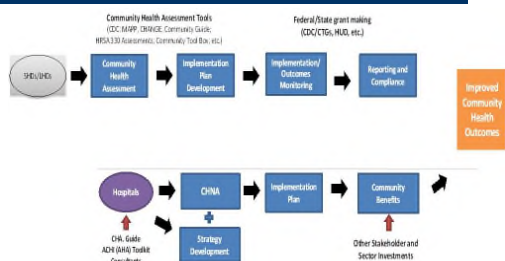 Community Health Assessment Tools
(CDC, MAPP, CHANGE, Community Guide,
HRSA 330 Assessments, Community Tool Box, etc.)
Federal/State grant making
(CDC/CTGs, HUD, etc.)
SHDs/LHDs
Community
Health
Assessment
Implementation
Plan
Development
Implementation/
Outcomes
Monitoring
Reporting and
Compliance
Improved
Community
Health
Outcomes
Hospitals
CHNA
Implementation
Plan
Community
Benefits
Strategy
Development
CHA. Guide
ACHI (AHA) Toolkit
Consultants
Other Stakeholder and
Sector Investments